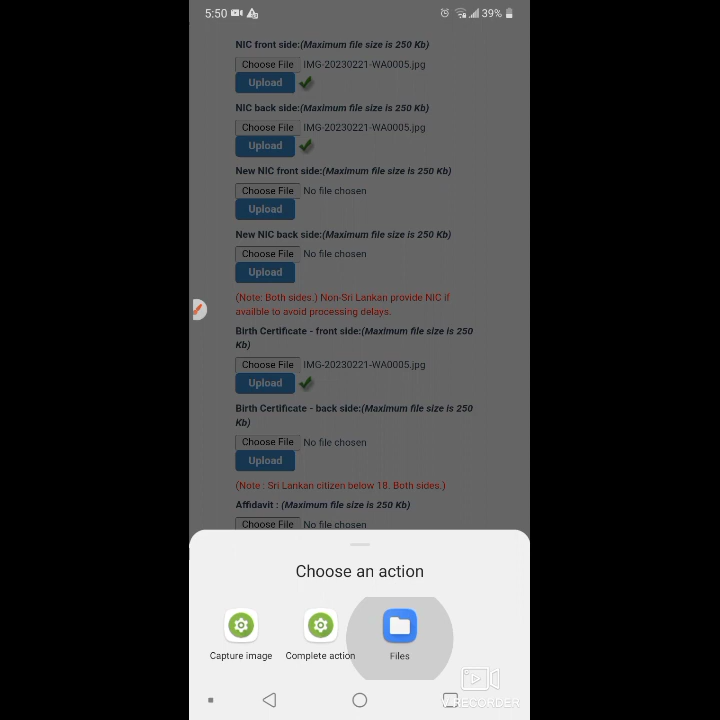 5:50
39%
NIC front side:(Maximum file size is 250 Kb)
Choose File IMG-20230221-WA0005.jpg
Upload
NIC back side:(Maximum file size is 250 Kb)
Choose File IMG-20230221-WA0005.jpg
Upload
New NIC front side:(Maximum file size is 250 Kb)
Choose File No file chosen
Upload
New NIC back side:(Maximum file size is 250 Kb)
Choose File No file chosen
Upload
(Note: Both sides.) Non-Sri Lankan provide NIC if
availble to avoid processing delays.
Birth Certificate - front side:(Maximum file size is 250
Kb)
Choose File IMG-20230221-WA0005.jpg
Upload
Birth Certificate - back side:(Maximum file size is 250
Kb)
Choose File No file chosen
Upload
(Note : Sri Lankan citizen below 18. Both sides.)
Affidavit : (Maximum file size is 250 Kb)
Choose File No file chosen
Choose an action
Capture image Complete action Files
RECORDER